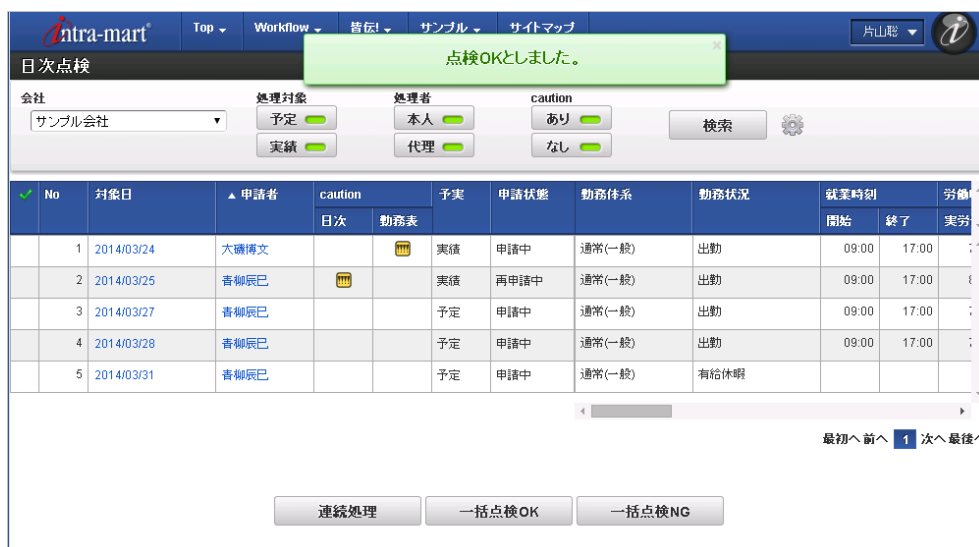 intra-mart® Top Workflow 皆伝! サンプル サイトマップ 片山聡
点検OKとしました。 ×
日次点検
会社 処理対象 処理者 caution
サンプル会社 予定 本人 あり 検索
実績 代理 なし
No 対象日 ▲ 申請者 caution 予実 申請状態 勤務体系 勤務状況 就業時刻
日次 勤務表 開始 終了 実労
1 2014/03/24 大磯博文 実績 申請中 通常(一般) 出勤 09:00 17:00
2 2014/03/25 青柳辰巳 実績 再申請中 通常(一般) 出勤 09:00 17:00
3 2014/03/27 青柳辰巳 予定 申請中 通常(一般) 出勤 09:00 17:00
4 2014/03/28 青柳辰巳 予定 申請中 通常(一般) 出勤 09:00 17:00
5 2014/03/31 青柳辰巳 予定 申請中 通常(一般) 有給休暇
最初へ 前へ 1 次へ 最後へ
連続処理 一括点検OK 一括点検NG